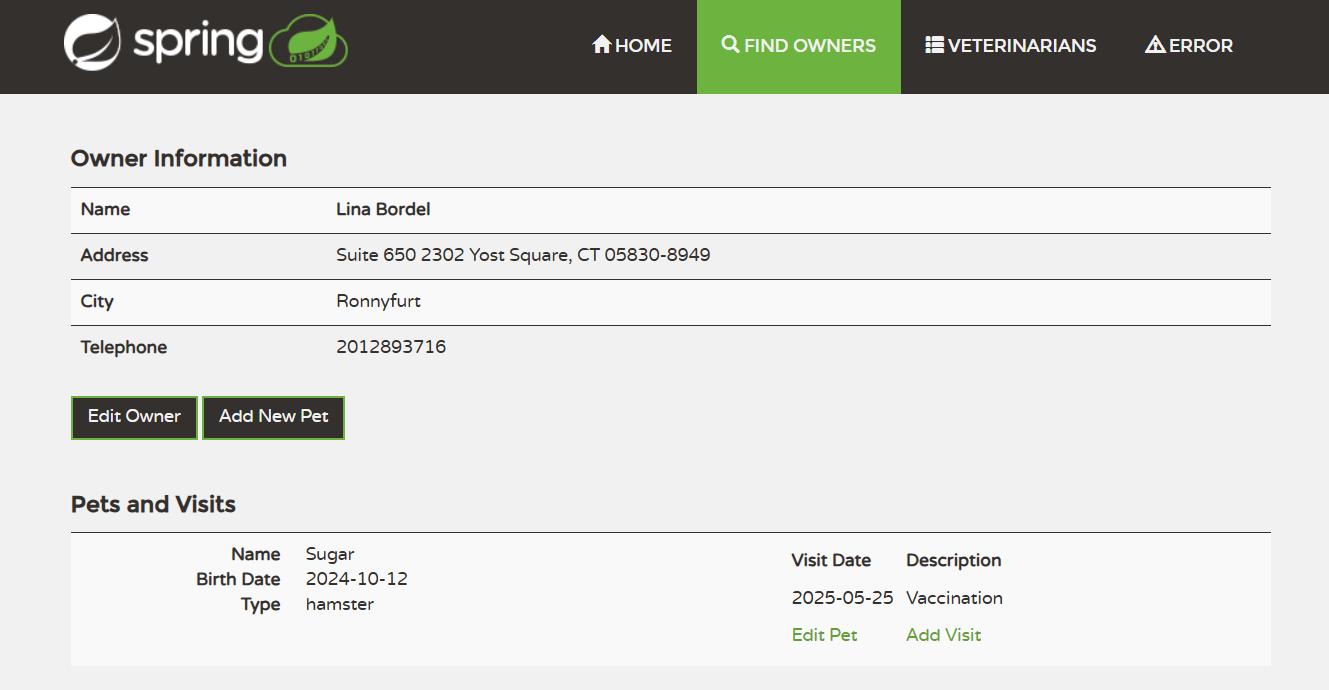 spring
HOME
FIND OWNERS
VETERINARIANS
ERROR
Owner Information
Name Lina Bordel
Address Suite 650 2302 Yost Square, CT 05830-8949
City Ronnyfurt
Telephone 2012893716
Edit Owner Add New Pet
Pets and Visits
Name Sugar
Birth Date 2024-10-12
Type hamster
Visit Date Description
2025-05-25 Vaccination
Edit Pet Add Visit